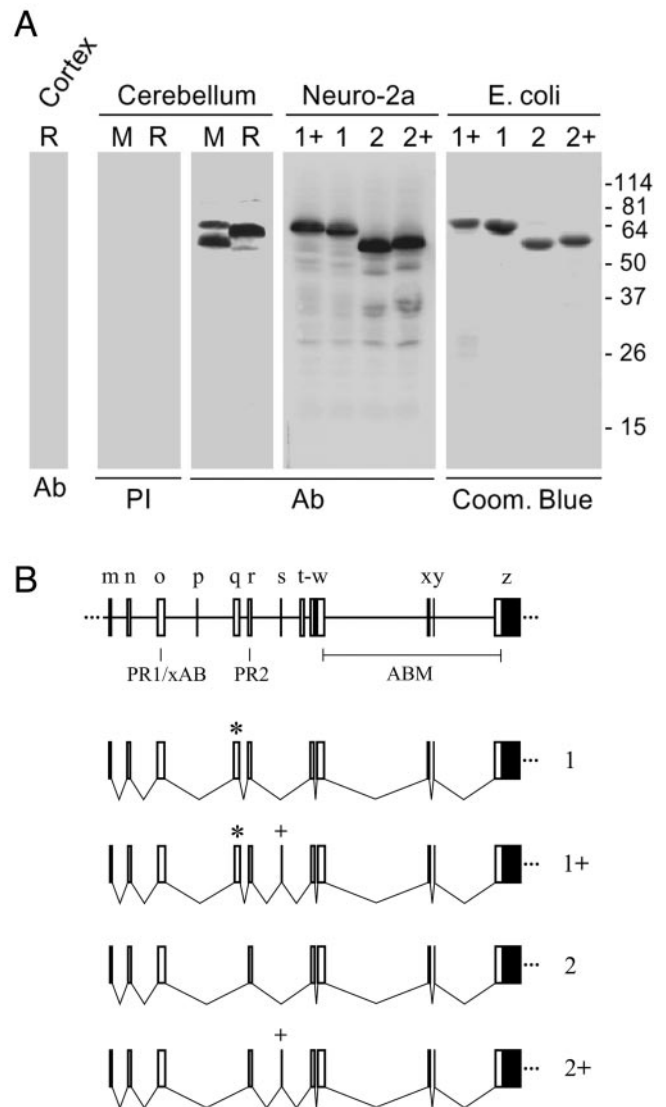 A
Cortex
Cerebellum Neuro-2a E. coli
R M R M R 1+ 1 2 2+ 1+ 1 2 2+
-114
- 81
- 64
- 50
- 37
- 26
- 15
Ab PI Ab Coom. Blue
B
m n o p q r s t-w xy z
... ...
PR1/xAB PR2 ABM
*
... 1
* +
... 1+
... 2
+
... 2+